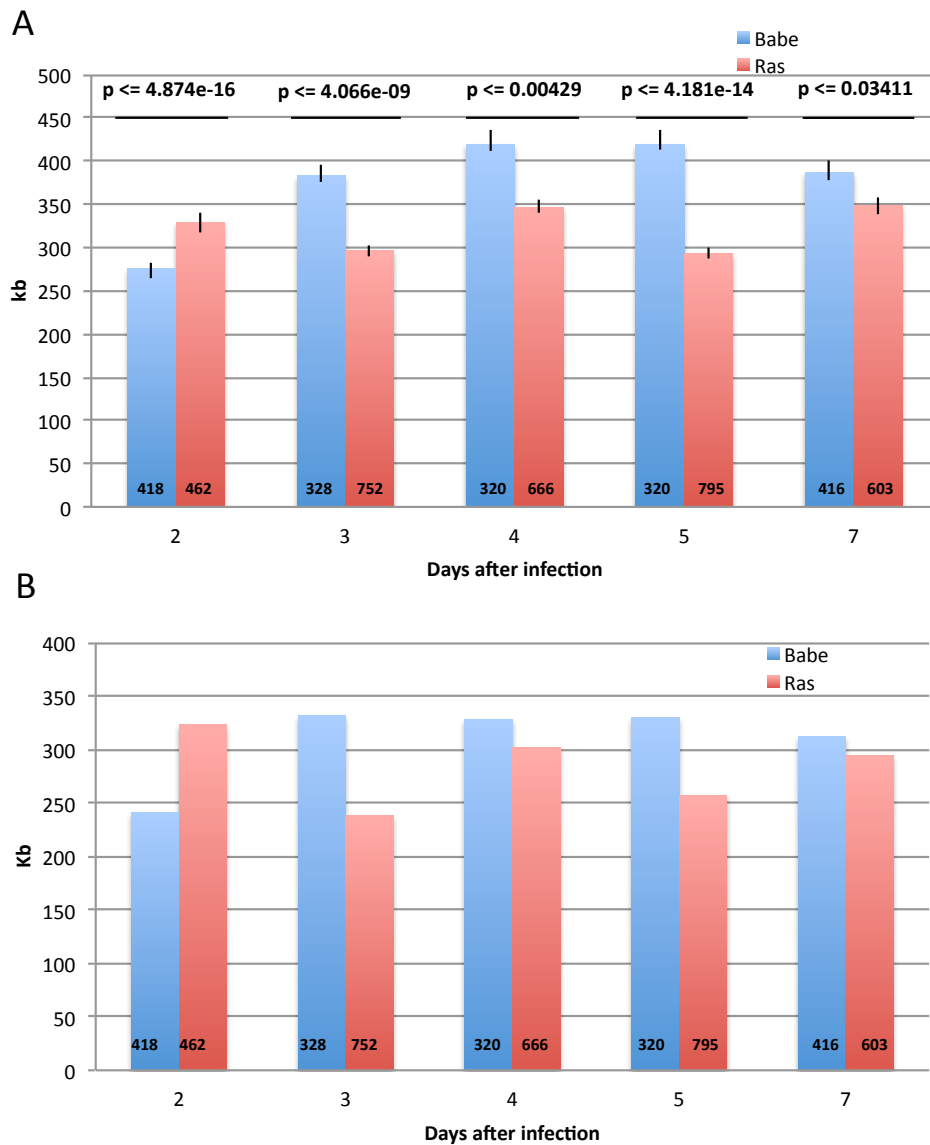 A
Babe
Ras
500
p <= 4.874e-16 p <= 4.066e-09 p <= 0.00429 p <= 4.181e-14 p <= 0.03411
450
400
350
300
kb
250
200
150
100
50
418 462 328 752 320 666 320 795 416 603
0
2 3 4 5 7
Days after infection
B
400
Babe
Ras
350
300
250
Kb
200
150
100
50
418 462 328 752 320 666 320 795 416 603
0
2 3 4 5 7
Days after infection